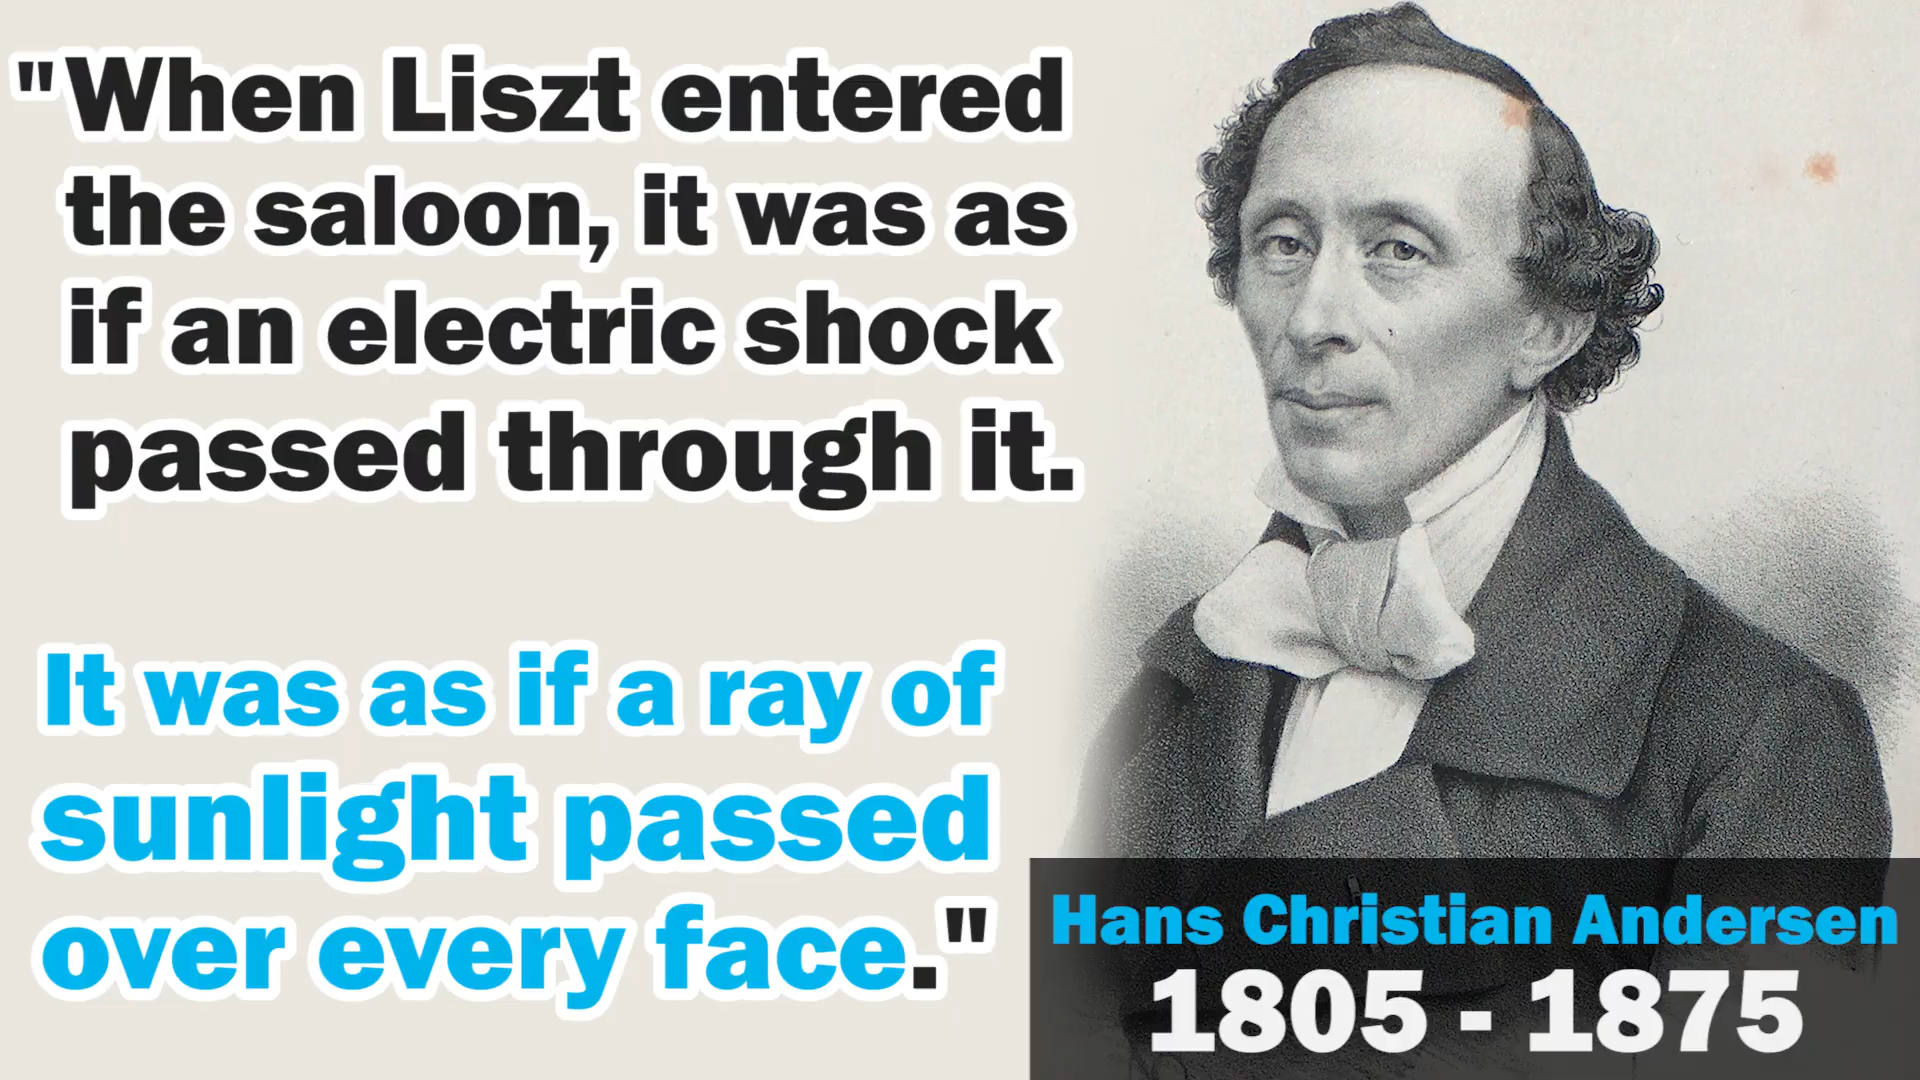 "When Liszt entered
the saloon, it was as
if an electric shock
passed through it.
It was as if a ray of
sunlight passed
over every face."
Hans Christian Andersen
1805 - 1875